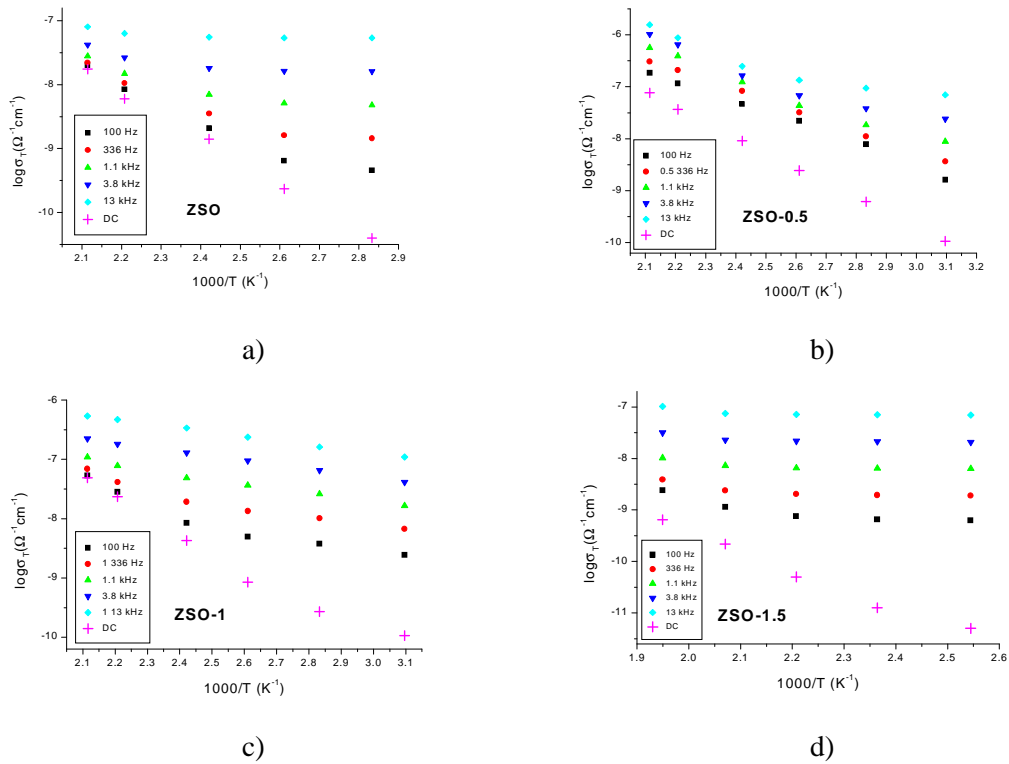 -7
-8
-9
-10
logσT(Ω⁻¹cm⁻¹)
100 Hz
336 Hz
1.1 kHz
3.8 kHz
13 kHz
DC
ZSO
2.1 2.2 2.3 2.4 2.5 2.6 2.7 2.8 2.9
1000/T (K⁻¹)
a)
-5
-6
-7
-8
-9
-10
logσT(Ω⁻¹cm⁻¹)
100 Hz
0.5 336 Hz
1.1 kHz
3.8 kHz
13 kHz
DC
ZSO-0.5
2.1 2.2 2.3 2.4 2.5 2.6 2.7 2.8 2.9 3.0 3.1 3.2
1000/T (K⁻¹)
b)
-6
-7
-8
-9
-10
logσT(Ω⁻¹cm⁻¹)
100 Hz
1 336 Hz
1.1 kHz
3.8 kHz
1 13 kHz
DC
ZSO-1
2.1 2.2 2.3 2.4 2.5 2.6 2.7 2.8 2.9 3.0 3.1
1000/T (K⁻¹)
c)
-7
-8
-9
-10
-11
logσT(Ω⁻¹cm⁻¹)
100 Hz
336 Hz
1.1 kHz
3.8 kHz
13 kHz
DC
ZSO-1.5
1.9 2.0 2.1 2.2 2.3 2.4 2.5 2.6
1000/T (K⁻¹)
d)